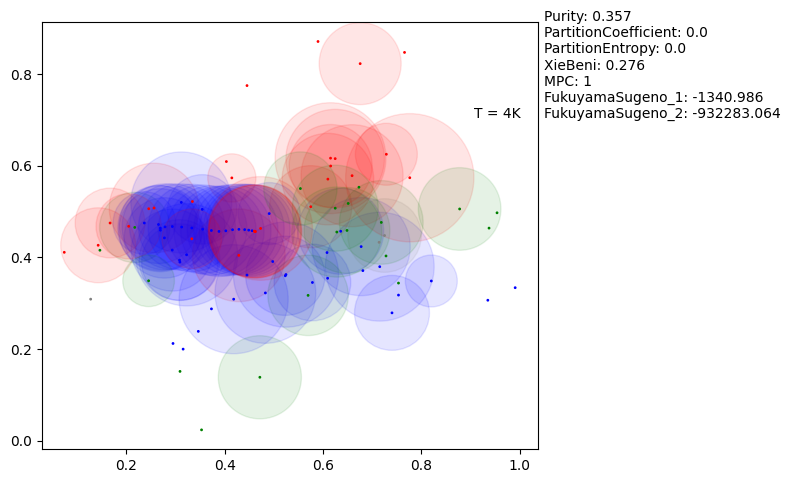 Purity: 0.357
PartitionCoefficient: 0.0
PartitionEntropy: 0.0
XieBeni: 0.276
MPC: 1
FukuyamaSugeno_1: -1340.986
FukuyamaSugeno_2: -932283.064
T = 4K
0.8
0.6
0.4
0.2
0.0
0.2 0.4 0.6 0.8 1.0